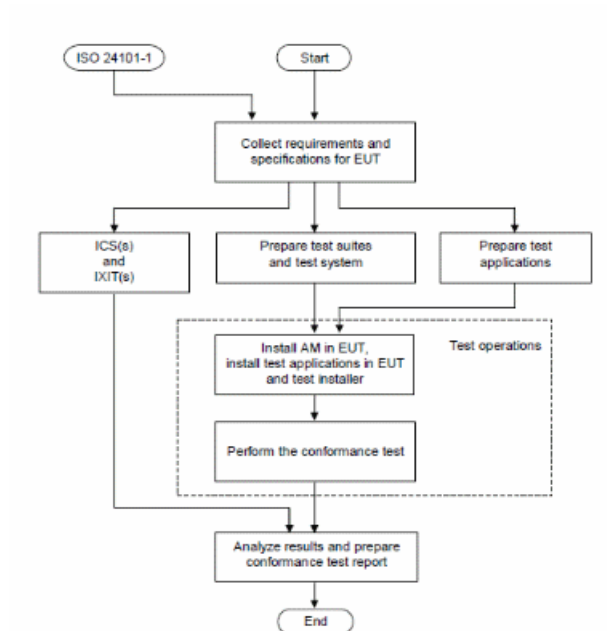 ISO 24101-1
Start
Collect requirements and
specifications for EUT
ICS(s)
and
IXIT(s)
Prepare test suites
and test system
Prepare test
applications
Test operations
Install AM in EUT,
install test applications in EUT
and test installer
Perform the conformance test
Analyze results and prepare
conformance test report
End